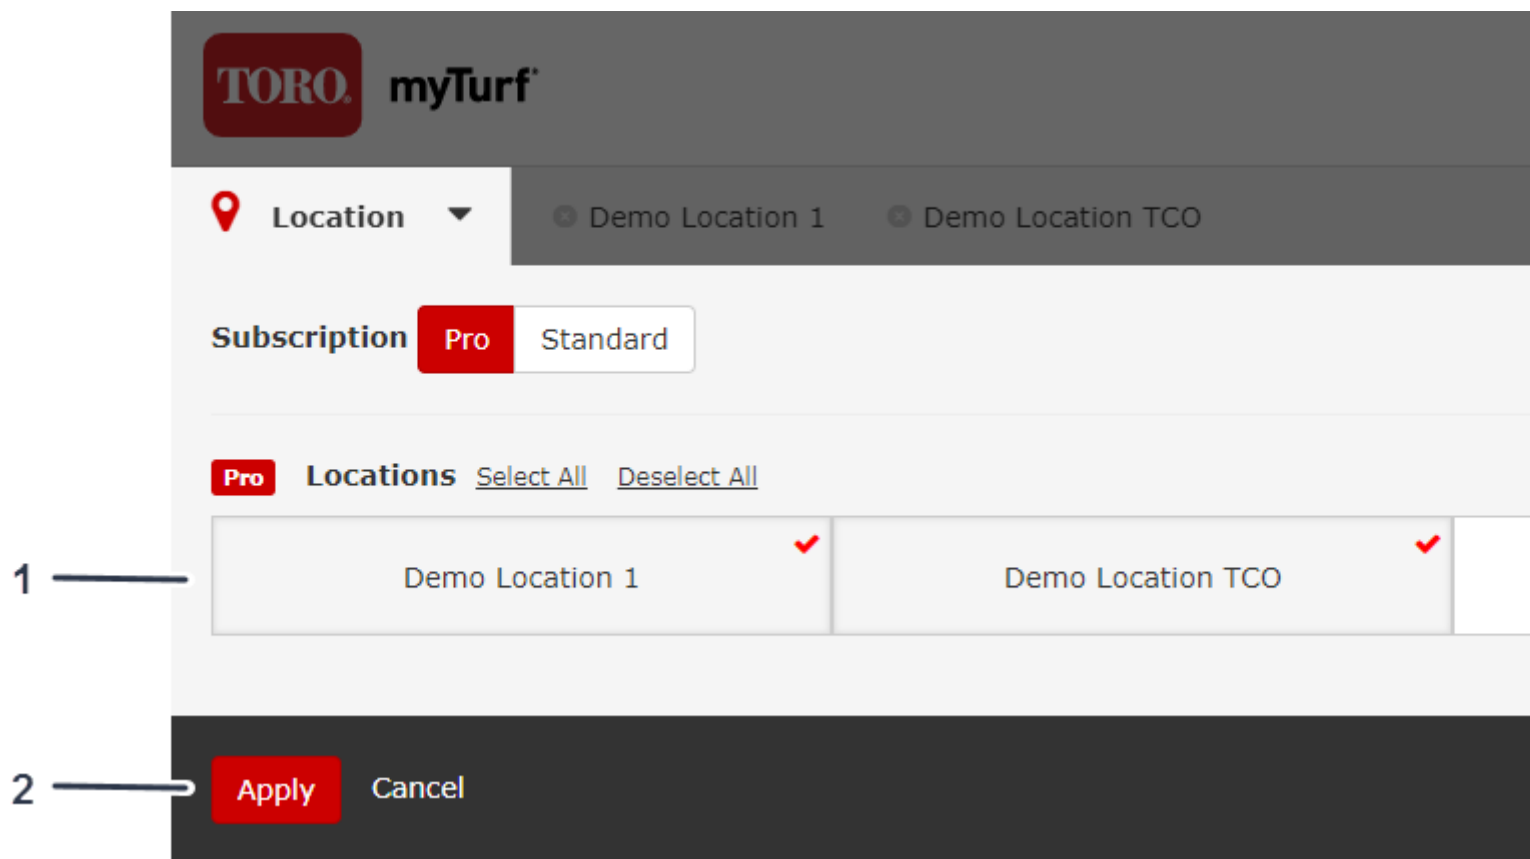 TORO. myTurf®
Location Demo Location 1 Demo Location TCO
Subscription Pro Standard
Pro Locations Select All Deselect All
1 Demo Location 1 Demo Location TCO
2 Apply Cancel